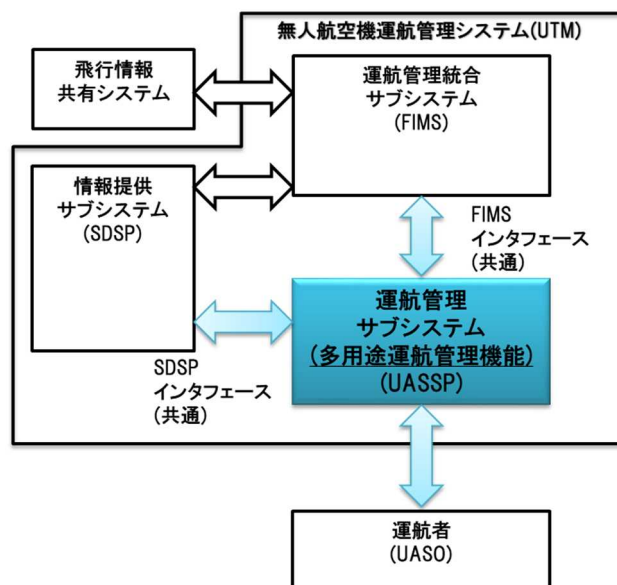 無人航空機運航管理システム(UTM)
飛行情報
共有システム
運航管理統合
サブシステム
(FIMS)
情報提供
サブシステム
(SDSP)
FIMS
インタフェース
(共通)
運航管理
サブシステム
(多用途運航管理機能)
(UASSP)
SDSP
インタフェース
(共通)
運航者
(UASO)